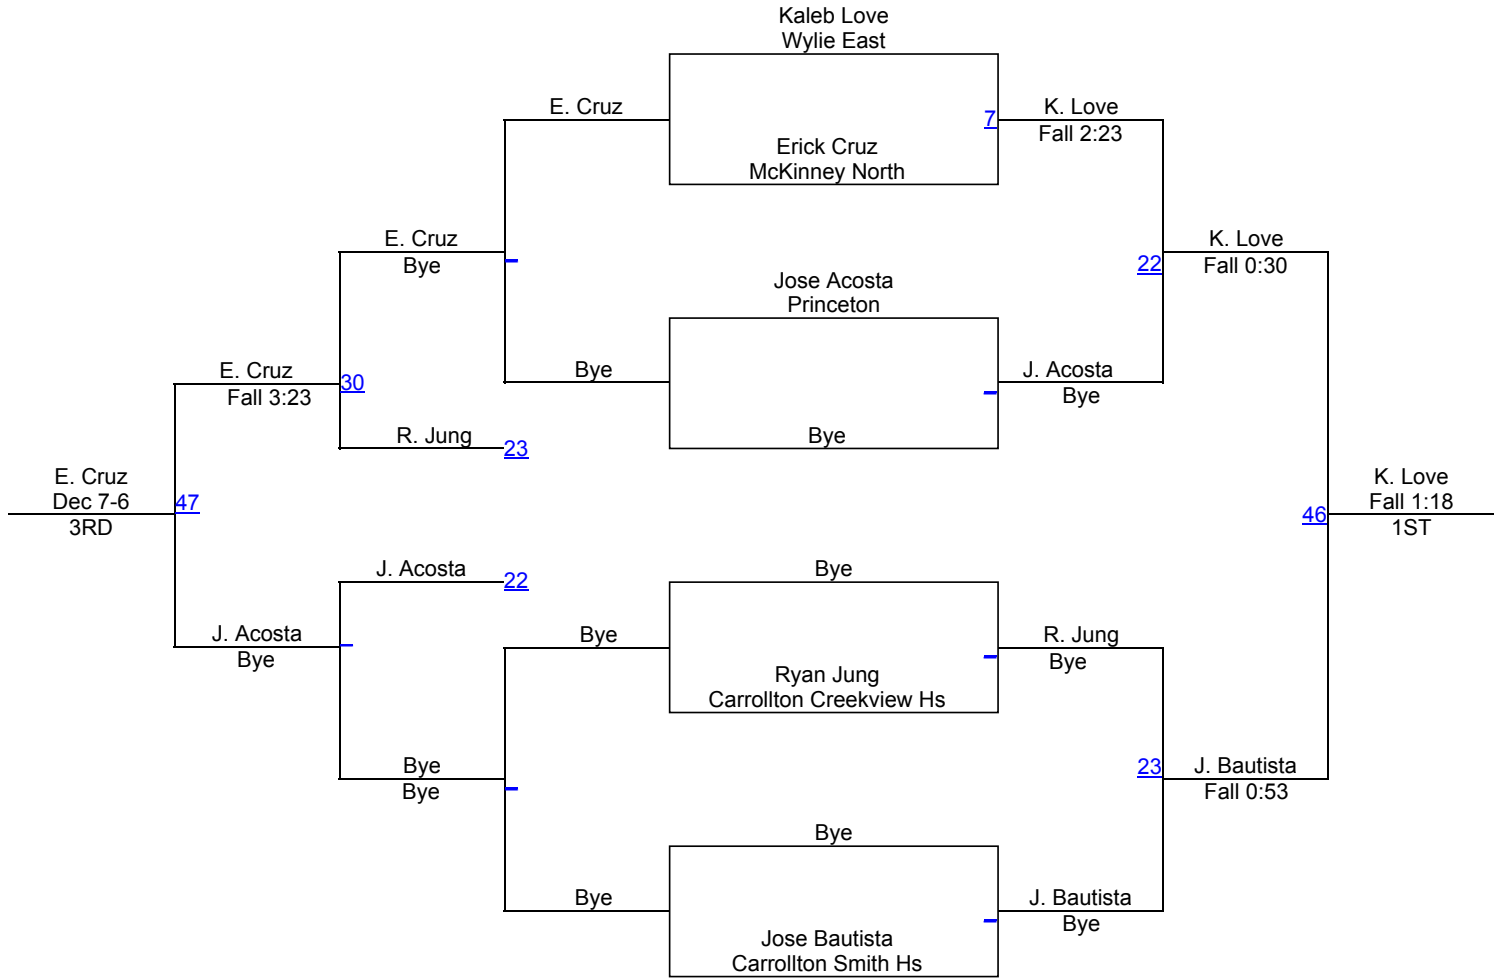 Kaleb Love
Wylie East
E. Cruz
7
K. Love
Fall 2:23
Erick Cruz
McKinney North
E. Cruz
Bye
K. Love
22
Fall 0:30
Jose Acosta
Princeton
E. Cruz
Fall 3:23
30
Bye
J. Acosta
Bye
R. Jung
23
Bye
E. Cruz
Dec 7-6
3RD
47
K. Love
Fall 1:18
1ST
46
J. Acosta
22
Bye
J. Acosta
Bye
Bye
R. Jung
Bye
Ryan Jung
Carrollton Creekview Hs
Bye
Bye
23
J. Bautista
Fall 0:53
Bye
Bye
J. Bautista
Bye
Jose Bautista
Carrollton Smith Hs